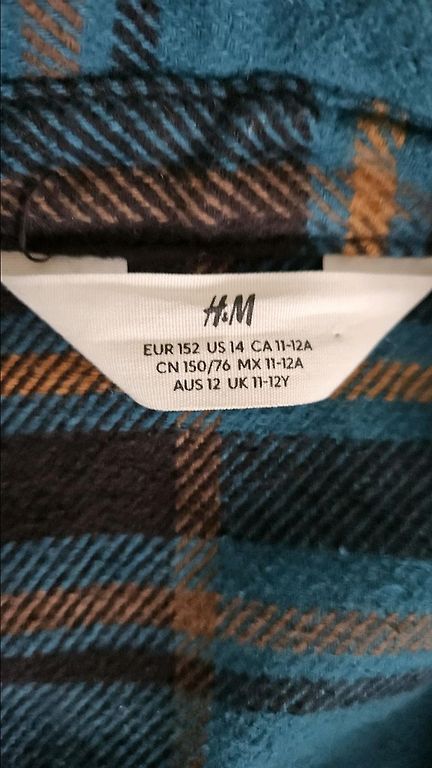 H&M
EUR 152 US 14 CA 11-12A
CN 150/76 MX 11-12A
AUS 12 UK 11-12Y